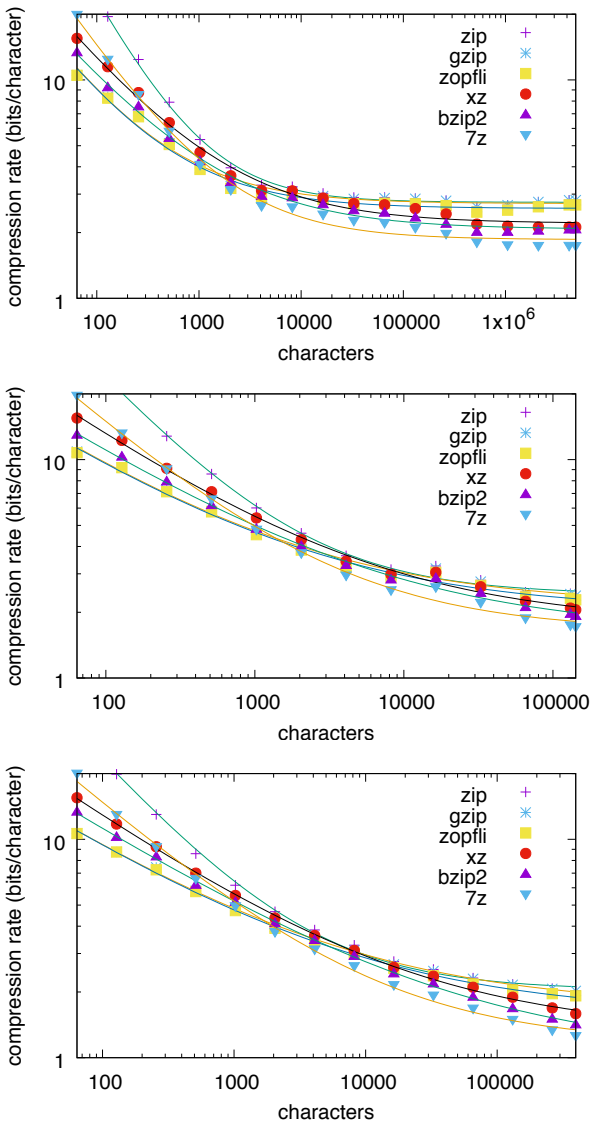 compression rate (bits/character)
10
1
zip
gzip
zopfli
xz
bzip2
7z
100
1000
10000
100000
1x10⁶
characters
compression rate (bits/character)
10
1
zip
gzip
zopfli
xz
bzip2
7z
100
1000
10000
100000
characters
compression rate (bits/character)
10
1
zip
gzip
zopfli
xz
bzip2
7z
100
1000
10000
100000
characters